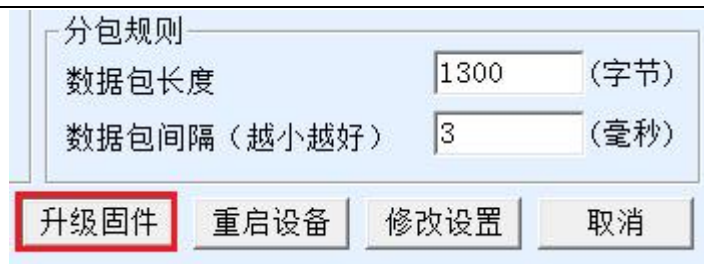 分包规则
数据包长度 1300 (字节)
数据包间隔（越小越好） 3 (毫秒)
升级固件 重启设备 修改设置 取消